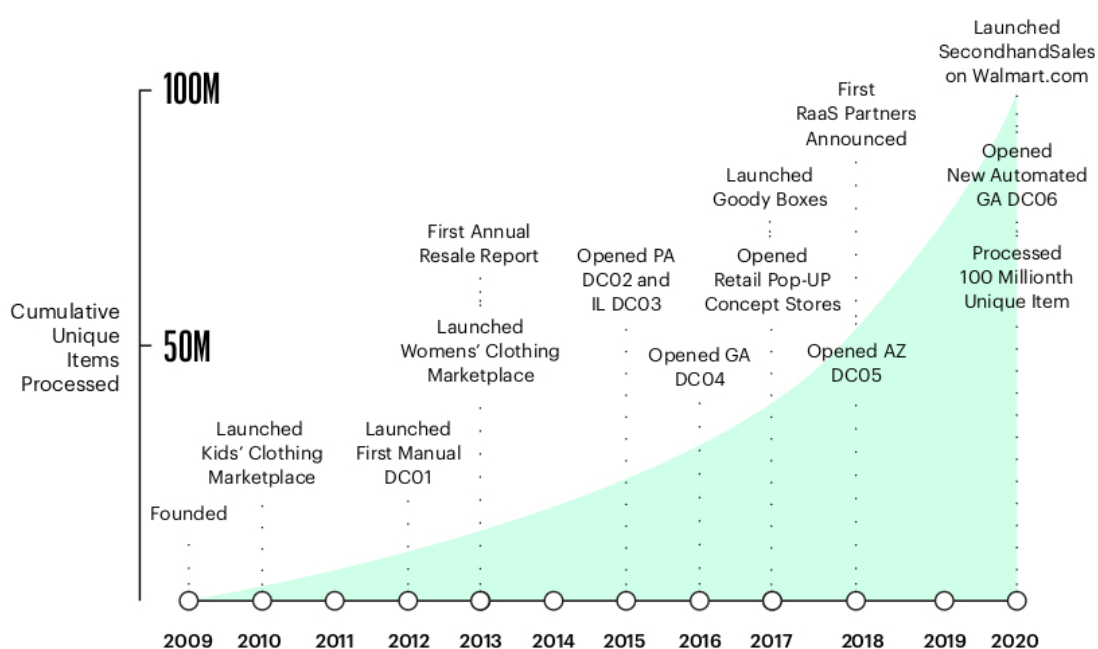 Launched
SecondhandSales
on Walmart.com
100M
First
RaaS Partners
Announced
Opened
New Automated
GA DC06
Launched
Goody Boxes
First Annual
Resale Report
Opened PA
DC02 and
IL DC03
Opened
Retail Pop-UP
Concept Stores
Processed
100 Millionth
Unique Item
Cumulative
Unique
Items
Processed
50M
Launched
Womens’ Clothing
Marketplace
Opened GA
DC04
Opened AZ
DC05
Launched
Kids’ Clothing
Marketplace
Launched
First Manual
DC01
Founded
2009 2010 2011 2012 2013 2014 2015 2016 2017 2018 2019 2020